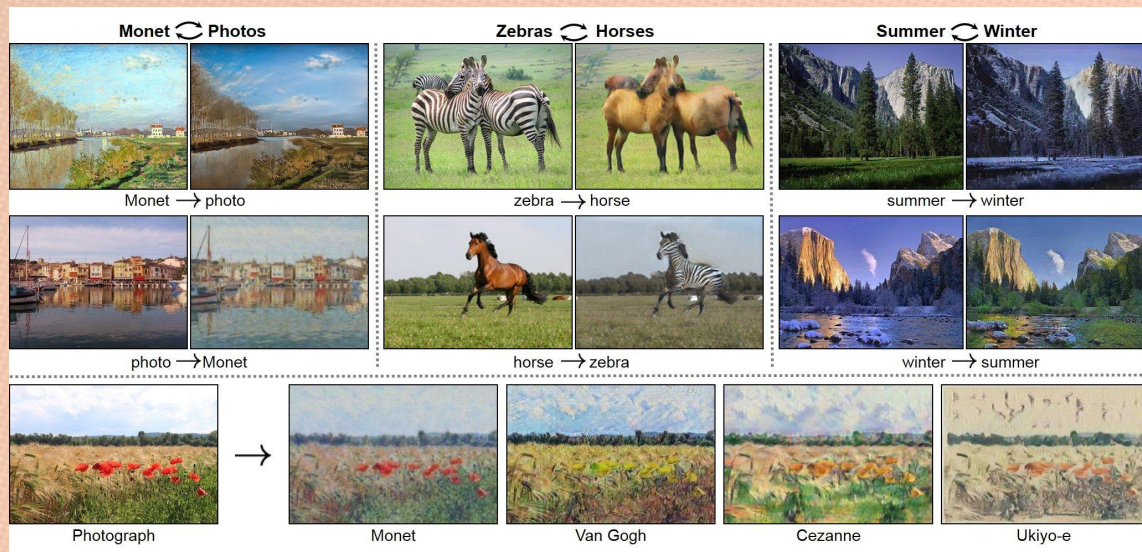 Monet ⇄ Photos
Zebras ⇄ Horses
Summer ⇄ Winter
Monet → photo
zebra → horse
summer → winter
photo → Monet
horse → zebra
winter → summer
Photograph
Monet
Van Gogh
Cezanne
Ukiyo-e